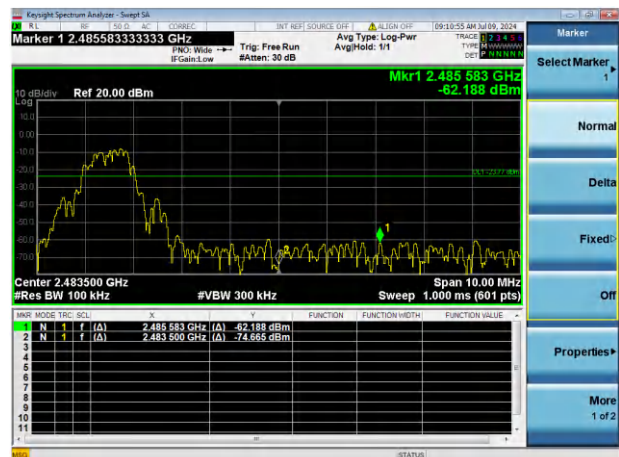 Keysight Spectrum Analyzer - Swept SA
RL RF 50 Ω AC CORREC INT REF SOURCE OFF ALIGN OFF 09:10:55 AM Jul 09, 2024
Marker 1 2.485583333333 GHz
PNO: Wide
IFGain:Low
Trig: Free Run
#Atten: 30 dB
Avg Type: Log-Pwr
Avg|Hold: 1/1
TRACE 1 2 3 4 5 6
TYPE M W W W W W
DET P N N N N N
Mkr1 2.485 583 GHz
-62.188 dBm
10 dB/div Ref 20.00 dBm
Log
10.0
0.00
-10.0
-20.0
-30.0
-40.0
-50.0
-60.0
-70.0
1
2
Center 2.483500 GHz Span 10.00 MHz
#Res BW 100 kHz #VBW 300 kHz Sweep 1.000 ms (601 pts)
MKR MODE TRC SCL X Y FUNCTION FUNCTION WIDTH FUNCTION VALUE
1 N 1 f (Δ) 2.485 583 GHz (Δ) -62.188 dBm
2 N 1 f (Δ) 2.483 500 GHz (Δ) -74.665 dBm
3
4
5
6
7
8
9
10
11
MSG STATUS
Marker
Select Marker
1
Normal
Delta
Fixed
Off
Properties
More
1 of 2